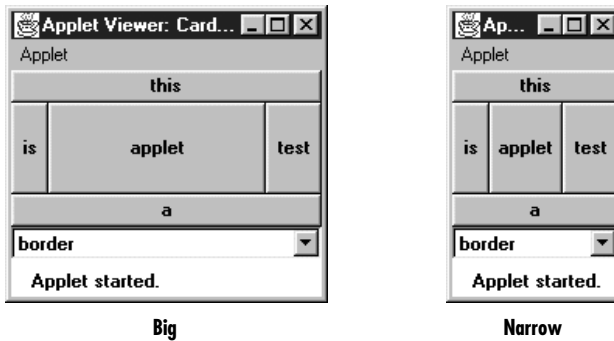 Applet Viewer: Card...
Applet
this
is applet test
a
border
Applet started.
Big
Ap...
Applet
this
is applet test
a
border
Applet started.
Narrow